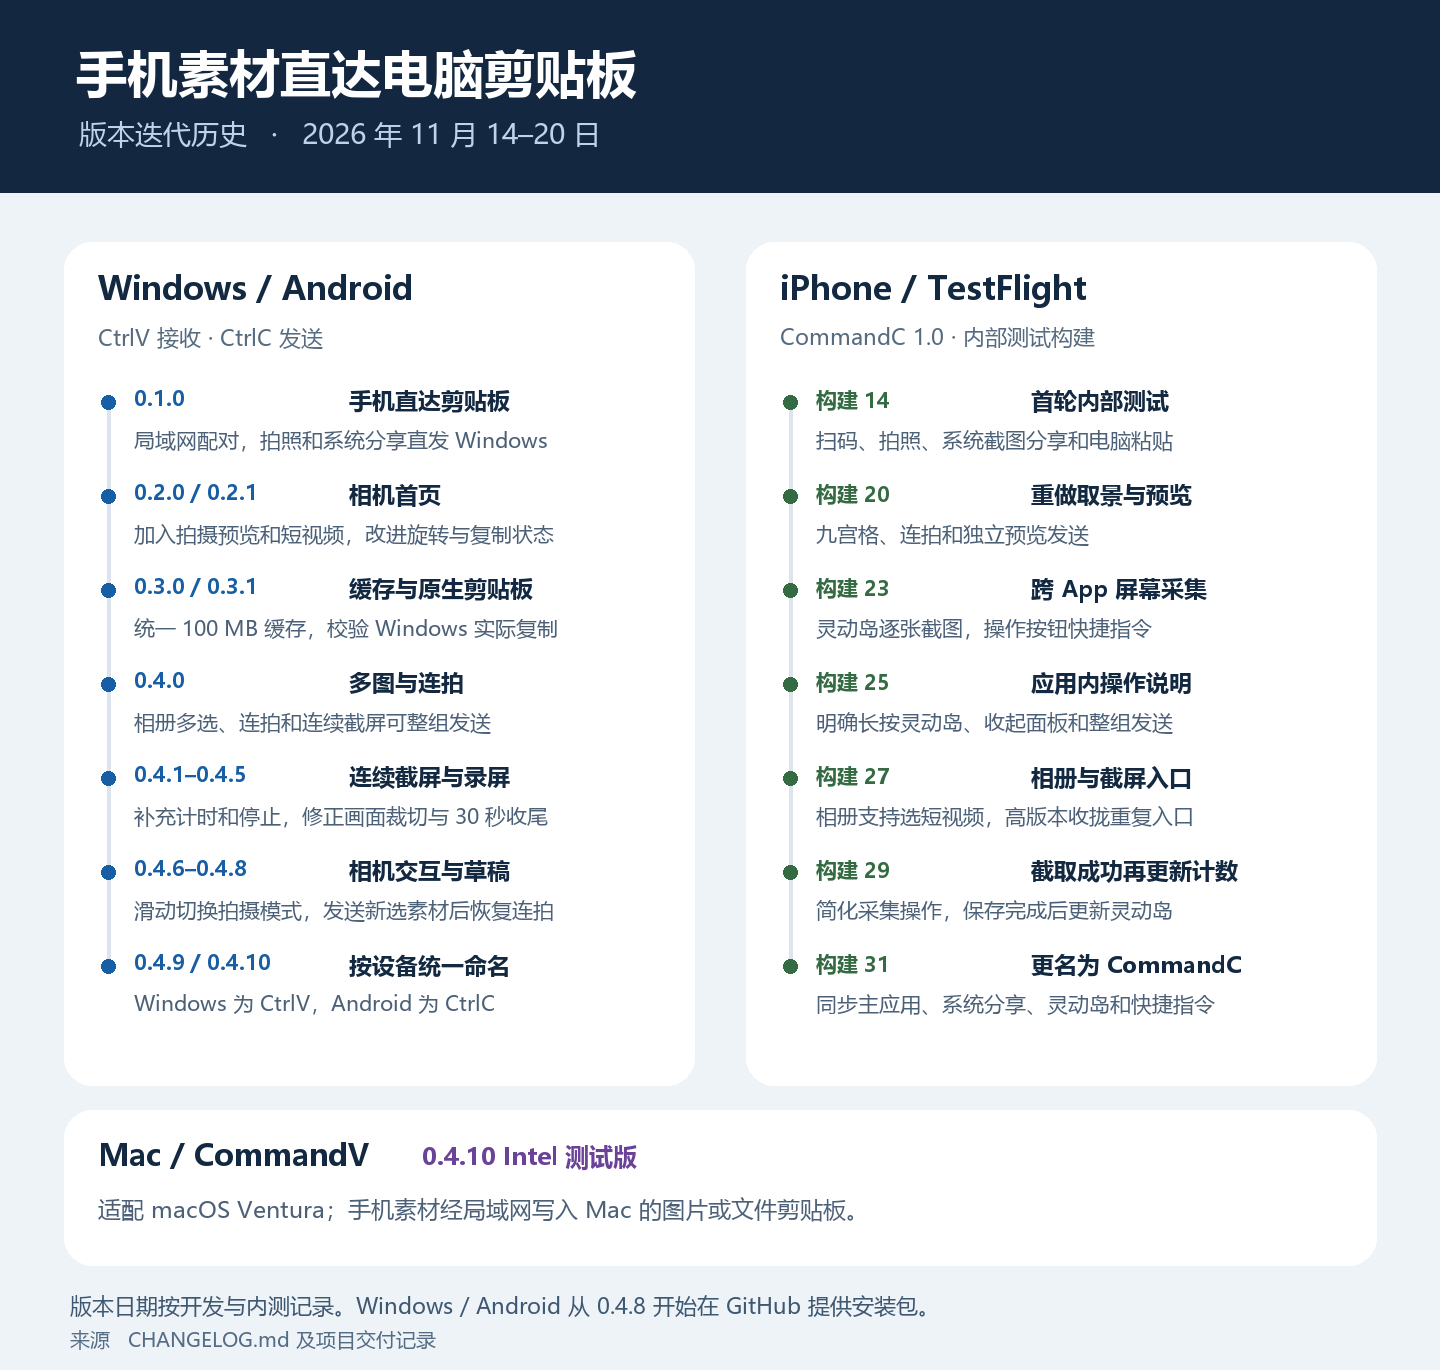 手机素材直达电脑剪贴板
版本迭代历史 · 2026 年 11 月 14–20 日
Windows / Android
CtrlV 接收 · CtrlC 发送
0.1.0 手机直达剪贴板
局域网配对，拍照和系统分享直发 Windows
0.2.0 / 0.2.1 相机首页
加入拍摄预览和短视频，改进旋转与复制状态
0.3.0 / 0.3.1 缓存与原生剪贴板
统一 100 MB 缓存，校验 Windows 实际复制
0.4.0 多图与连拍
相册多选、连拍和连续截屏可整组发送
0.4.1–0.4.5 连续截屏与录屏
补充计时和停止，修正画面裁切与 30 秒收尾
0.4.6–0.4.8 相机交互与草稿
滑动切换拍摄模式，发送新选素材后恢复连拍
0.4.9 / 0.4.10 按设备统一命名
Windows 为 CtrlV，Android 为 CtrlC
iPhone / TestFlight
CommandC 1.0 · 内部测试构建
构建 14 首轮内部测试
扫码、拍照、系统截图分享和电脑粘贴
构建 20 重做取景与预览
九宫格、连拍和独立预览发送
构建 23 跨 App 屏幕采集
灵动岛逐张截图，操作按钮快捷指令
构建 25 应用内操作说明
明确长按灵动岛、收起面板和整组发送
构建 27 相册与截屏入口
相册支持选短视频，高版本收拢重复入口
构建 29 截取成功再更新计数
简化采集操作，保存完成后更新灵动岛
构建 31 更名为 CommandC
同步主应用、系统分享、灵动岛和快捷指令
Mac / CommandV 0.4.10 Intel 测试版
适配 macOS Ventura；手机素材经局域网写入 Mac 的图片或文件剪贴板。
版本日期按开发与内测记录。Windows / Android 从 0.4.8 开始在 GitHub 提供安装包。
来源 CHANGELOG.md 及项目交付记录